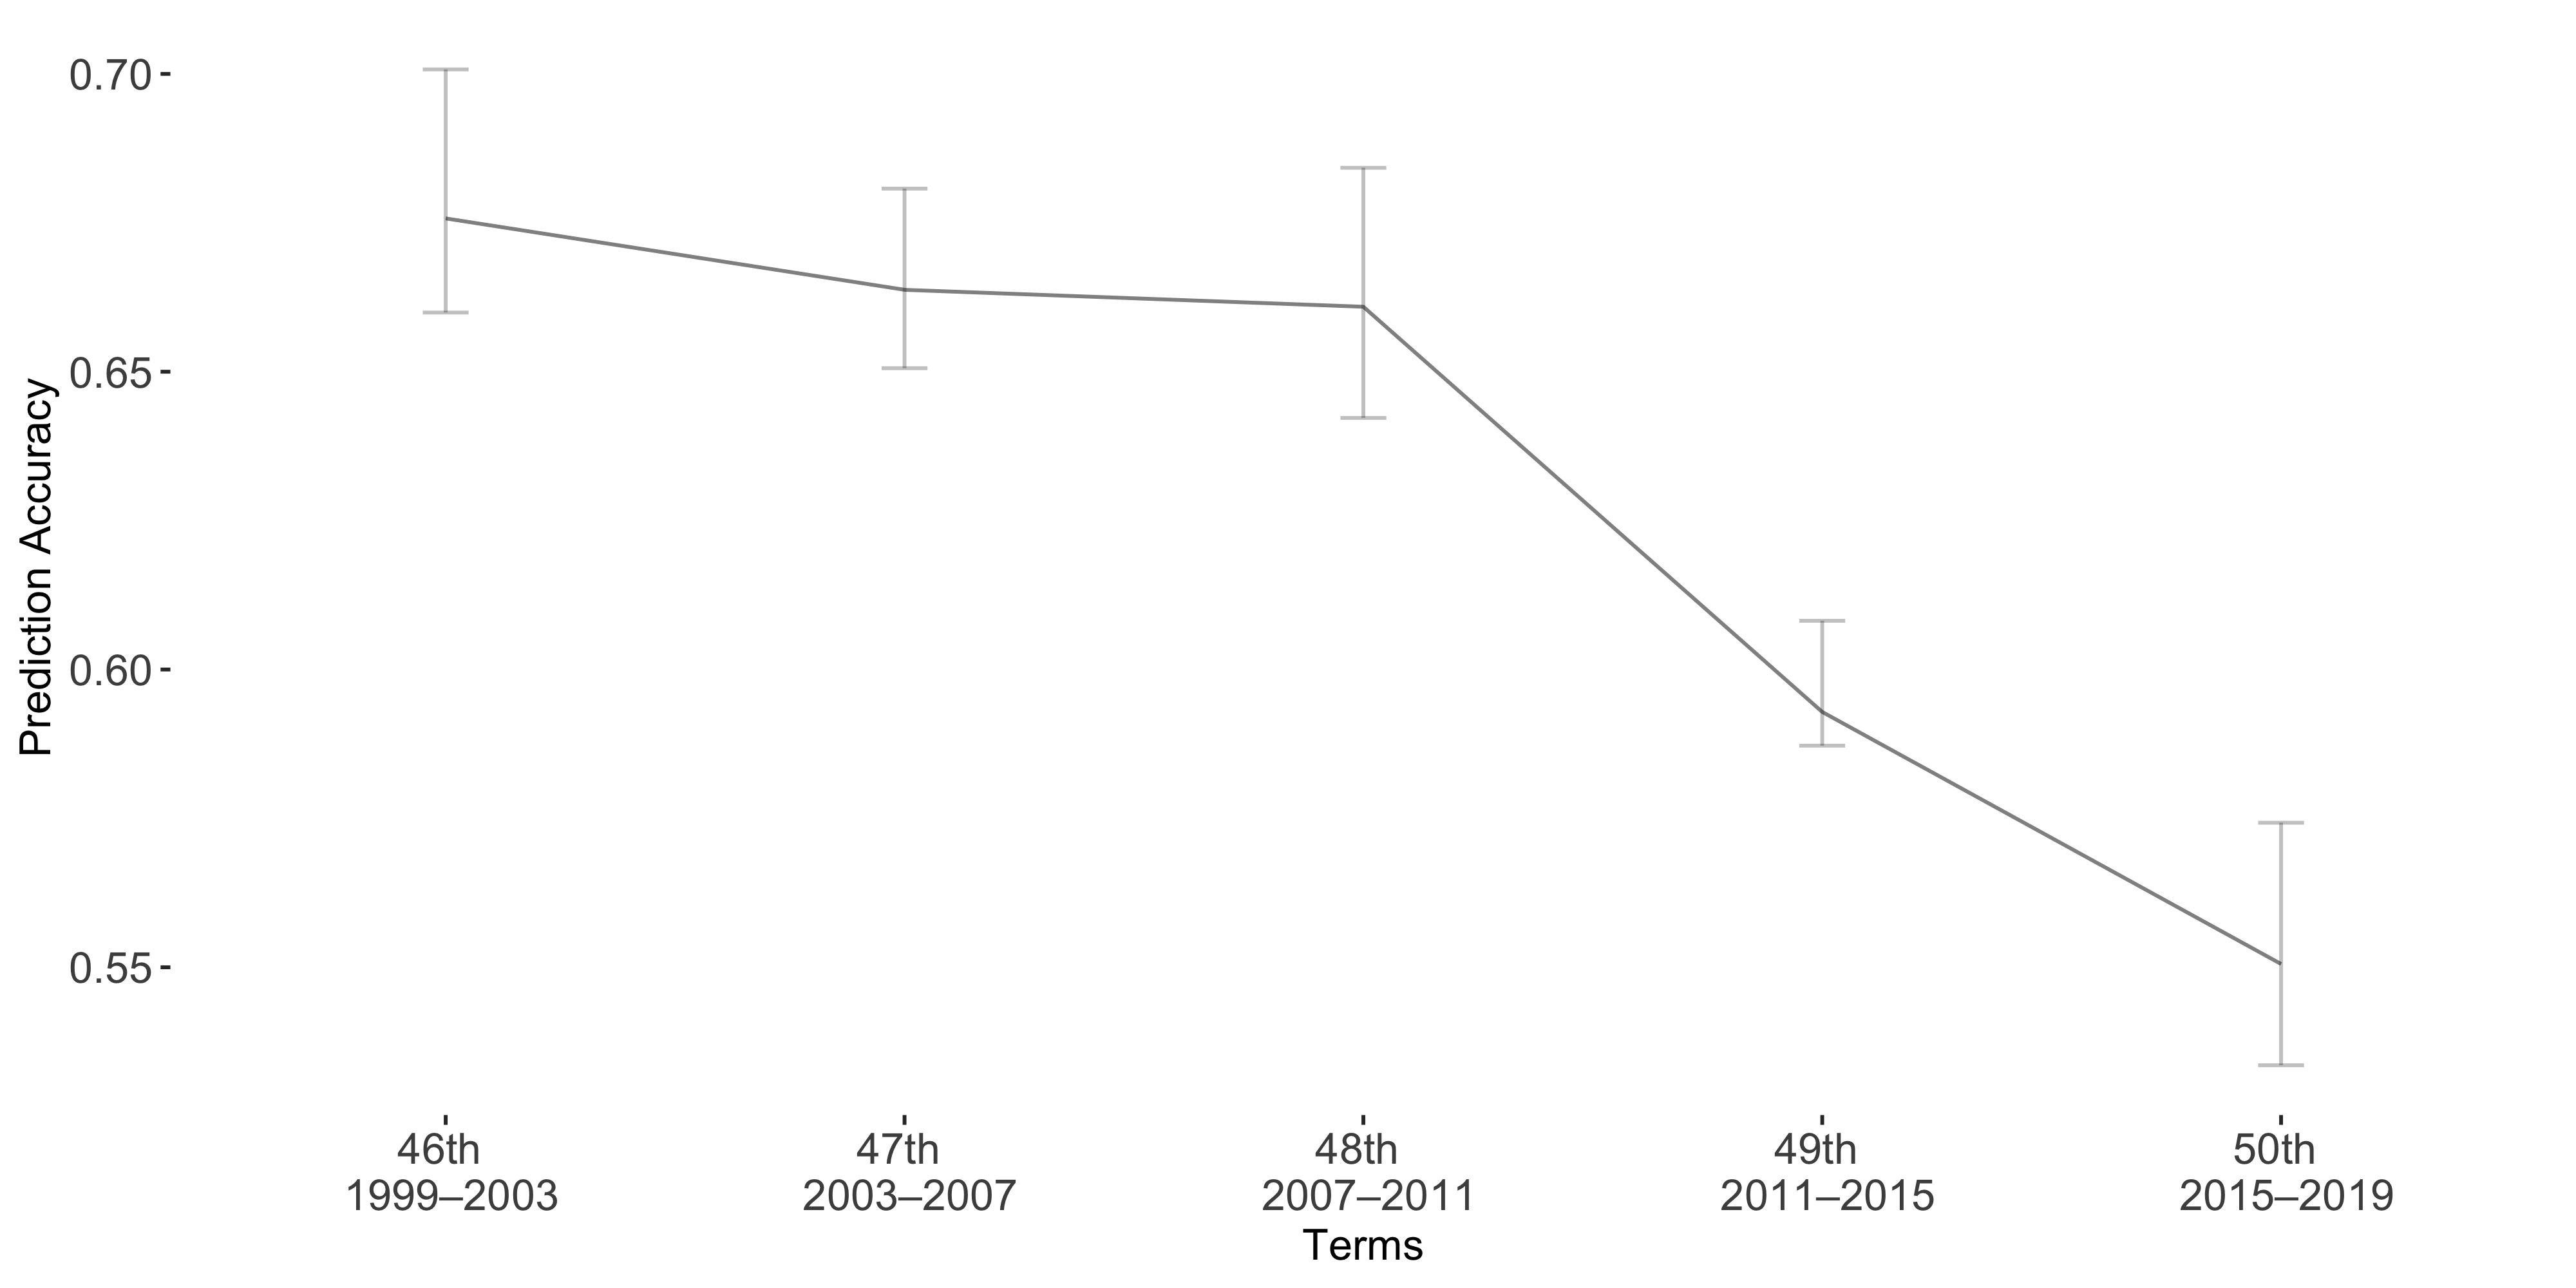 Prediction Accuracy
0.70
0.65
0.60
0.55
46th
1999–2003
47th
2003–2007
48th
2007–2011
49th
2011–2015
50th
2015–2019
Terms